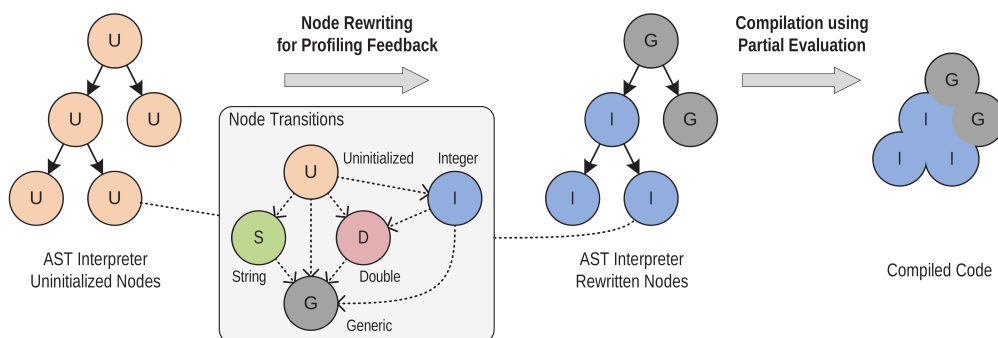 Node Rewriting
for Profiling Feedback
Compilation using
Partial Evaluation
U
U
U
U
U
AST Interpreter
Uninitialized Nodes
Node Transitions
Uninitialized
Integer
U
I
S
D
String
Double
G
Generic
G
I
G
I
I
AST Interpreter
Rewritten Nodes
G
I
G
I
I
Compiled Code